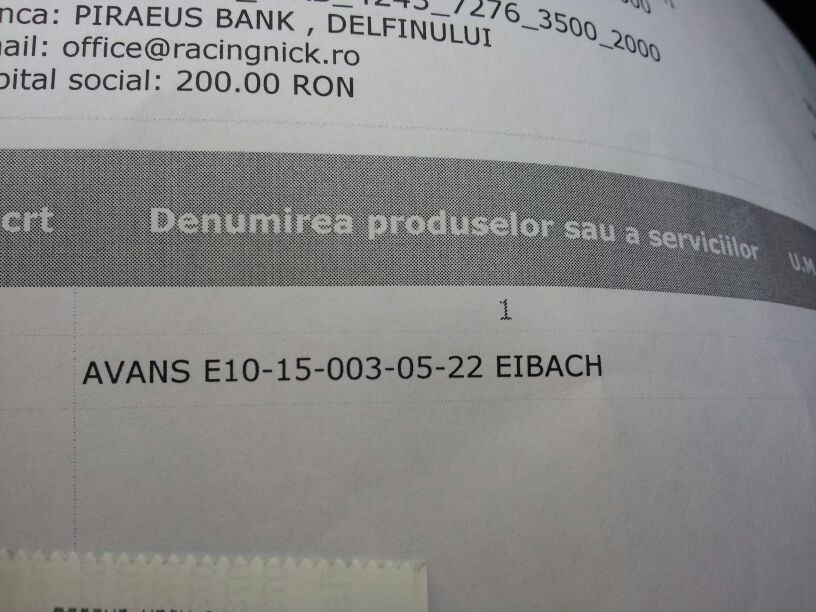 7276_3500_2000
nca: PIRAEUS BANK , DELFINULUI
ail: office@racingnick.ro
pital social: 200.00 RON
crt Denumirea produselor sau a serviciilor U.M
1
AVANS E10-15-003-05-22 EIBACH